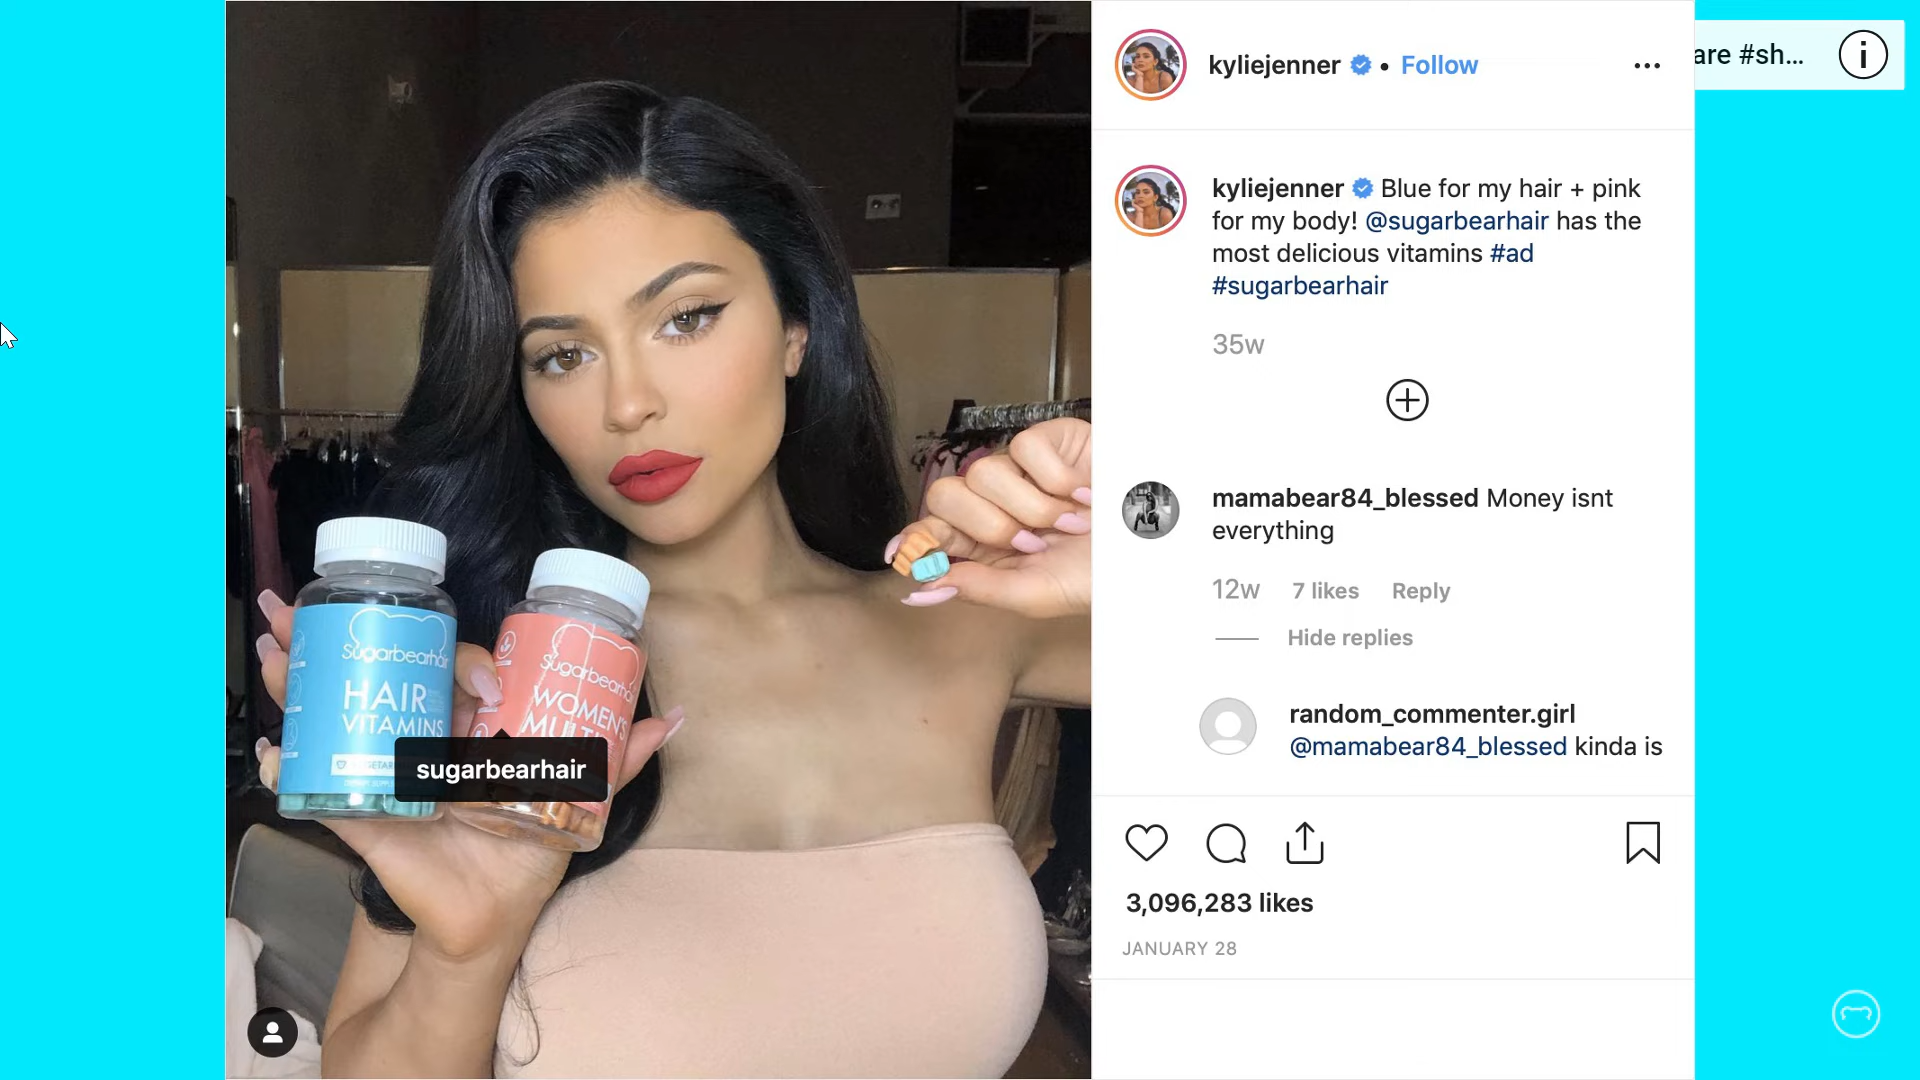 kyliejenner • Follow
are #sh...
kyliejenner Blue for my hair + pink
for my body! @sugarbearhair has the
most delicious vitamins #ad
#sugarbearhair
35w
mamabear84_blessed Money isnt
everything
12w 7 likes Reply
Hide replies
random_commenter.girl
@mamabear84_blessed kinda is
3,096,283 likes
JANUARY 28
Sugarbearhair
HAIR
VITAMINS
Sugarbearhair
WOMEN'S
sugarbearhair